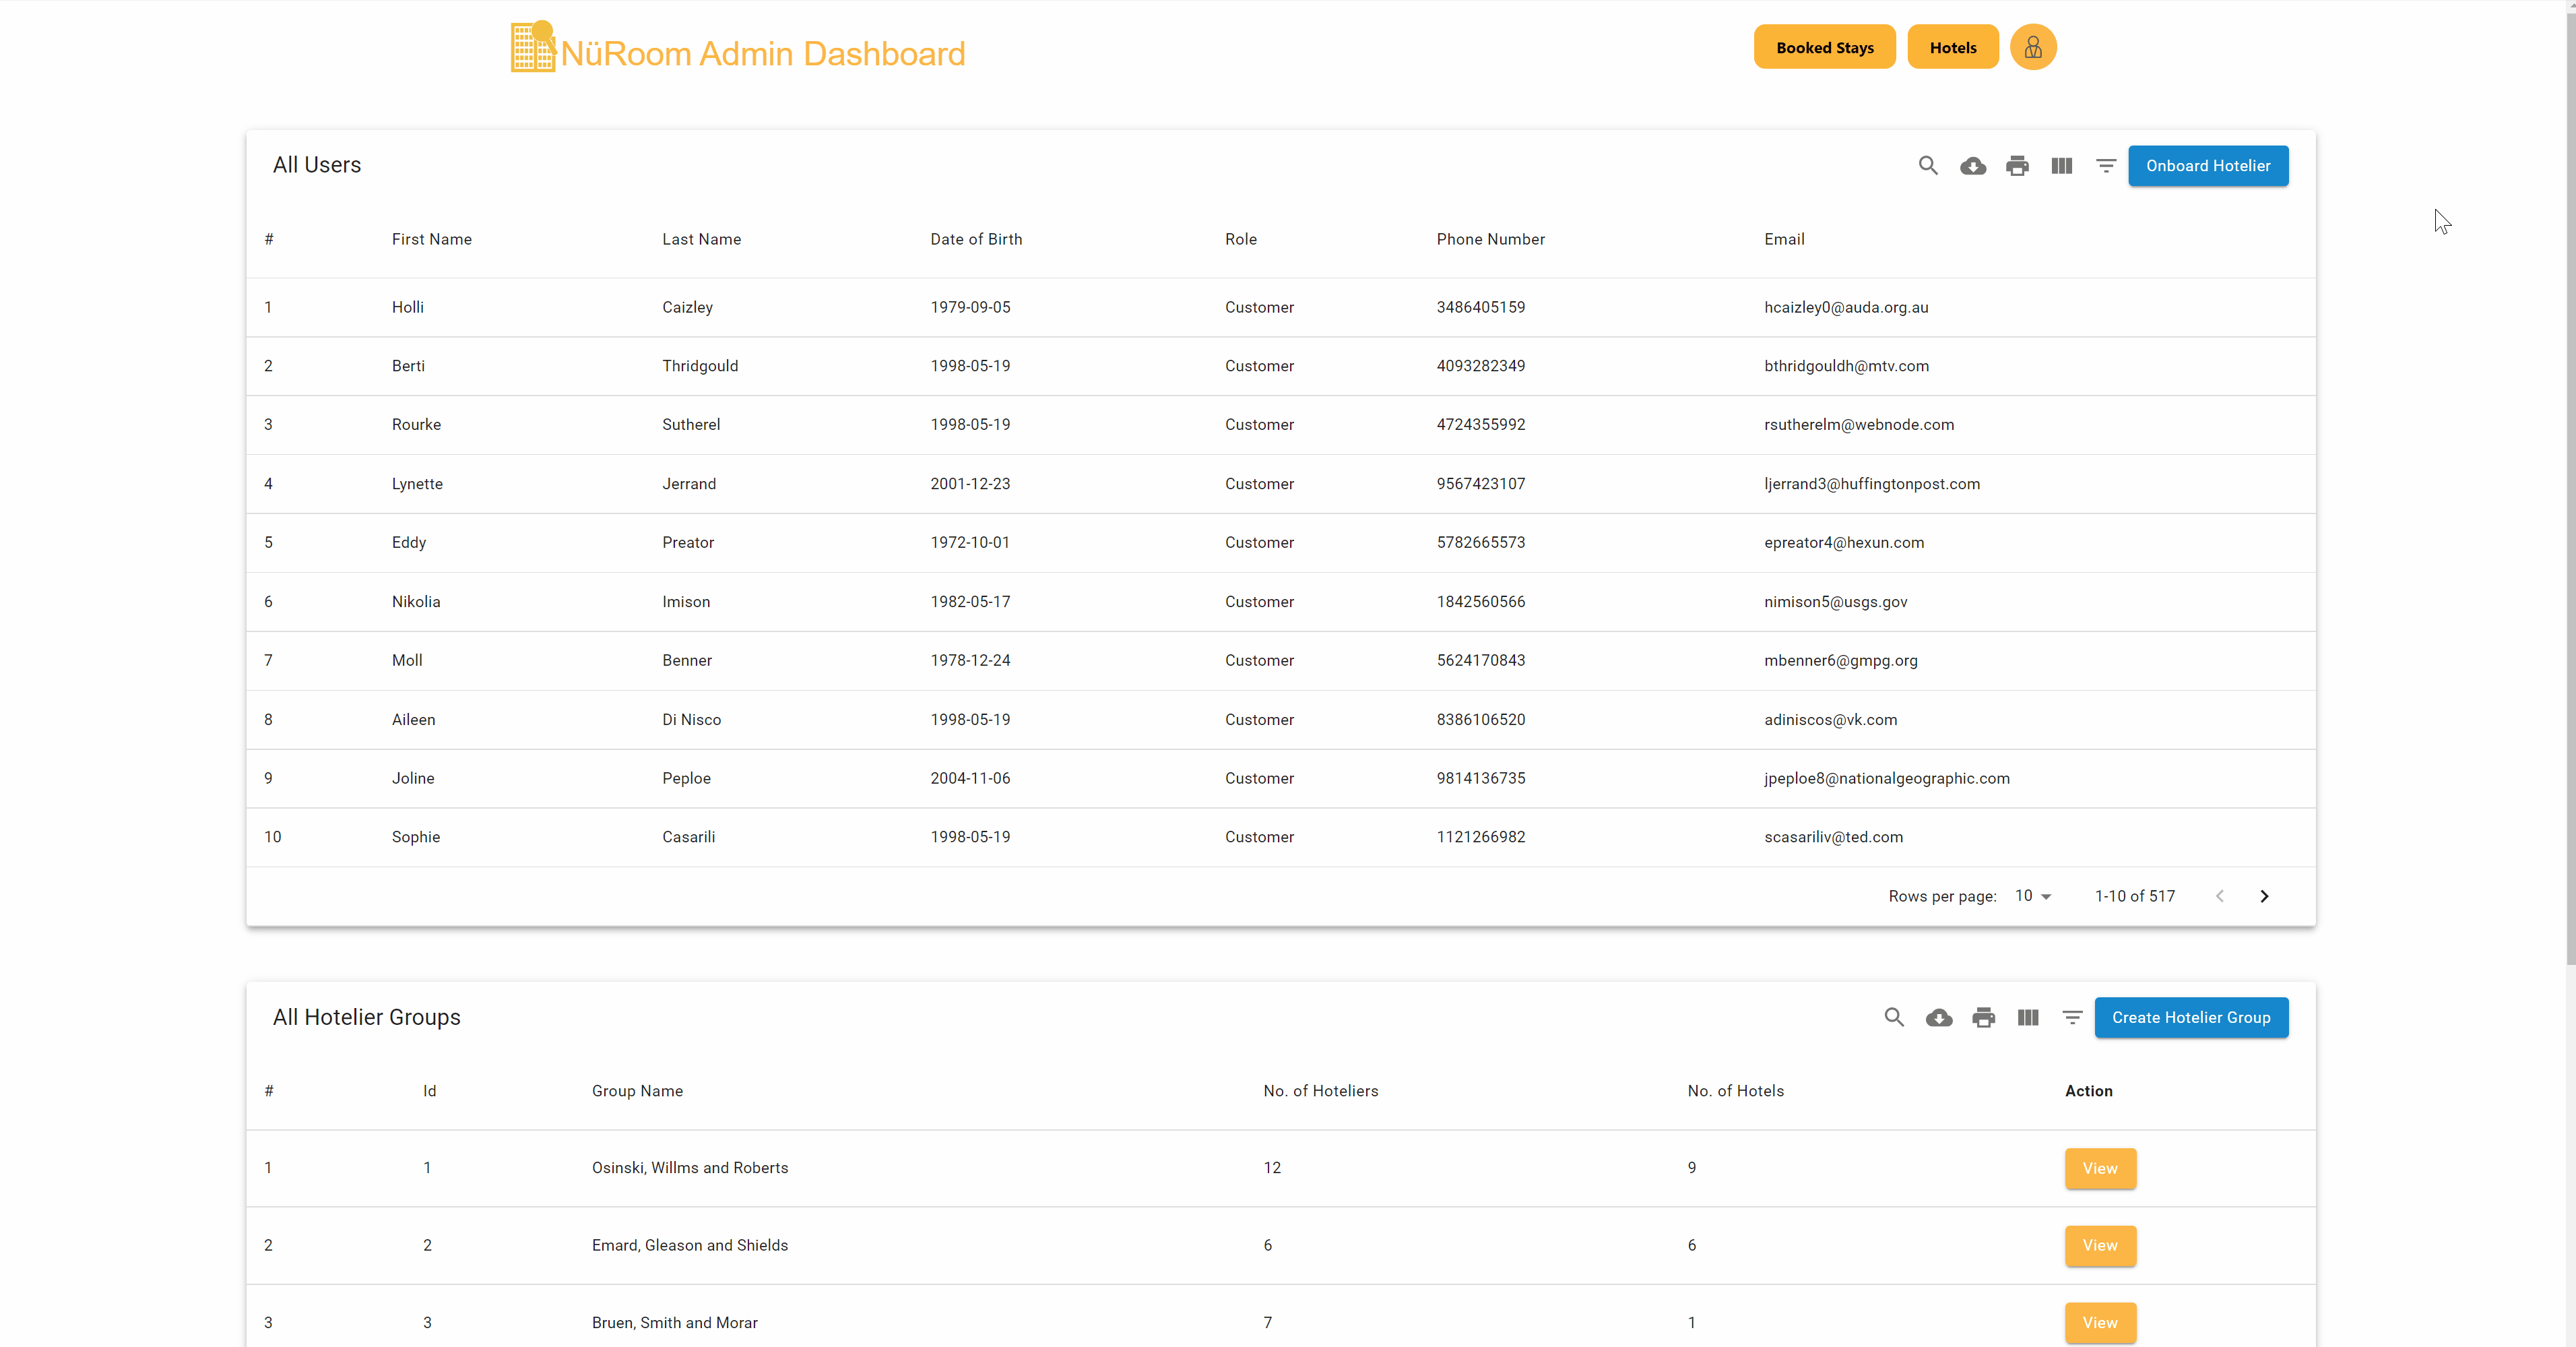 NüRoom Admin Dashboard
Booked Stays Hotels
All Users
Onboard Hotelier
# First Name Last Name Date of Birth Role Phone Number Email
1 Holli Caizley 1979-09-05 Customer 3486405159 hcaizley0@auda.org.au
2 Berti Thridgould 1998-05-19 Customer 4093282349 bthridgouldh@mtv.com
3 Rourke Sutherel 1998-05-19 Customer 4724355992 rsutherelm@webnode.com
4 Lynette Jerrand 2001-12-23 Customer 9567423107 ljerrand3@huffingtonpost.com
5 Eddy Preator 1972-10-01 Customer 5782665573 epreator4@hexun.com
6 Nikolia Imison 1982-05-17 Customer 1842560566 nimison5@usgs.gov
7 Moll Benner 1978-12-24 Customer 5624170843 mbenner6@gmpg.org
8 Aileen Di Nisco 1998-05-19 Customer 8386106520 adiniscos@vk.com
9 Joline Peploe 2004-11-06 Customer 9814136735 jpeploe8@nationalgeographic.com
10 Sophie Casarili 1998-05-19 Customer 1121266982 scasariliv@ted.com
Rows per page: 10 1-10 of 517
All Hotelier Groups
Create Hotelier Group
# Id Group Name No. of Hoteliers No. of Hotels Action
1 1 Osinski, Willms and Roberts 12 9 View
2 2 Emard, Gleason and Shields 6 6 View
3 3 Bruen, Smith and Morar 7 1 View